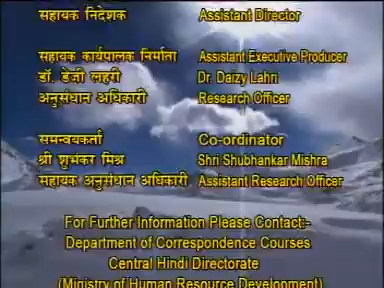 सहायक निदेशक Assistant Director
सहायक कार्यपालक निर्माता Assistant Executive Producer
डॉ. डेज़ी लहरी Dr. Daizy Lahri
अनुसंधान अधिकारी Research Officer
समन्वयकर्ता Co-ordinator
श्री शुभंकर मिश्र Shri Shubhankar Mishra
सहायक अनुसंधान अधिकारी Assistant Research Officer
For Further Information Please Contact:-
Department of Correspondence Courses
Central Hindi Directorate
(Ministry of Human Resource Development)